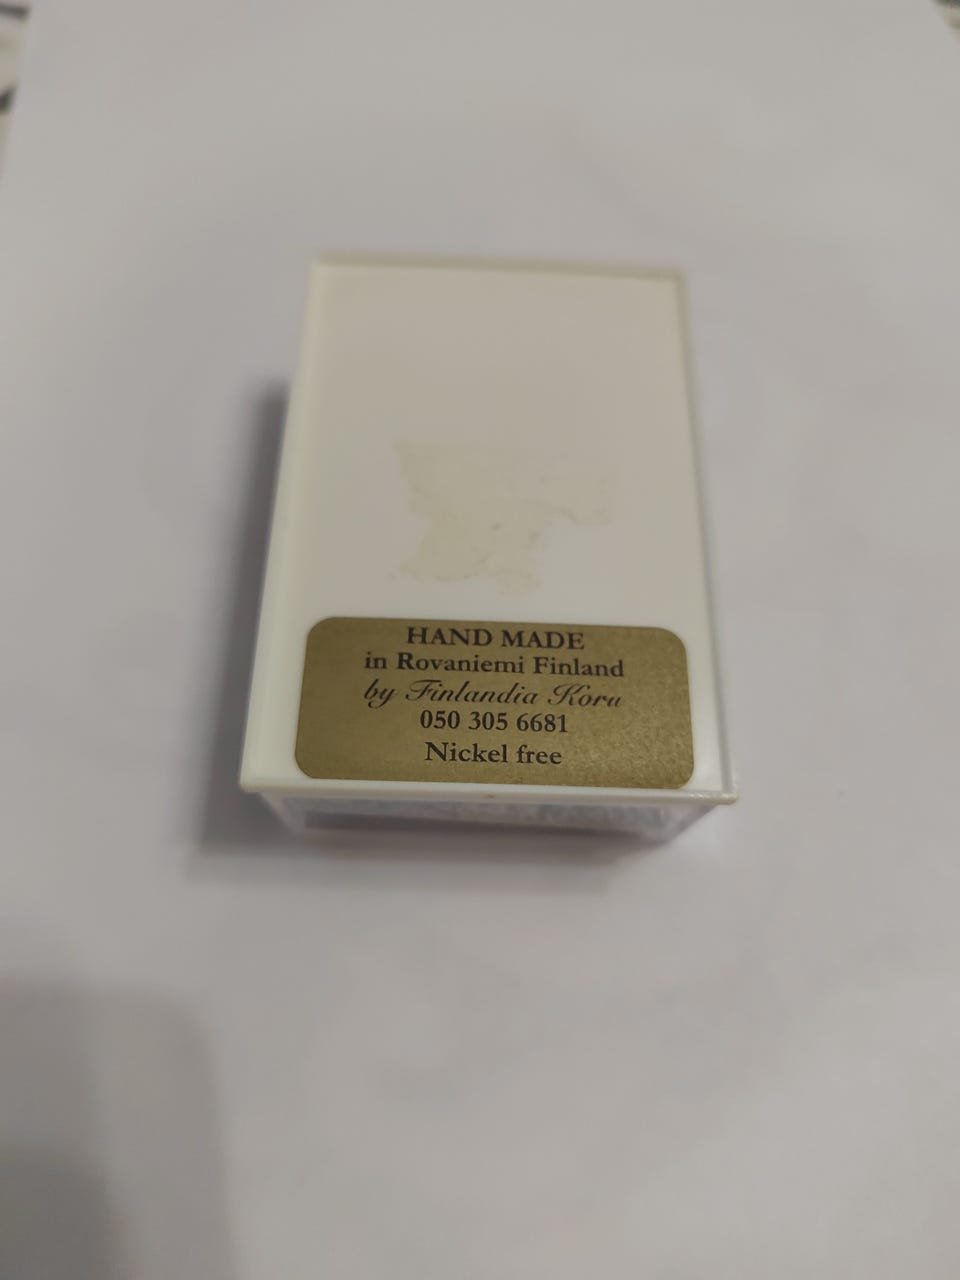 HAND MADE
in Rovaniemi Finland
by Finlandia Koru
050 305 6681
Nickel free